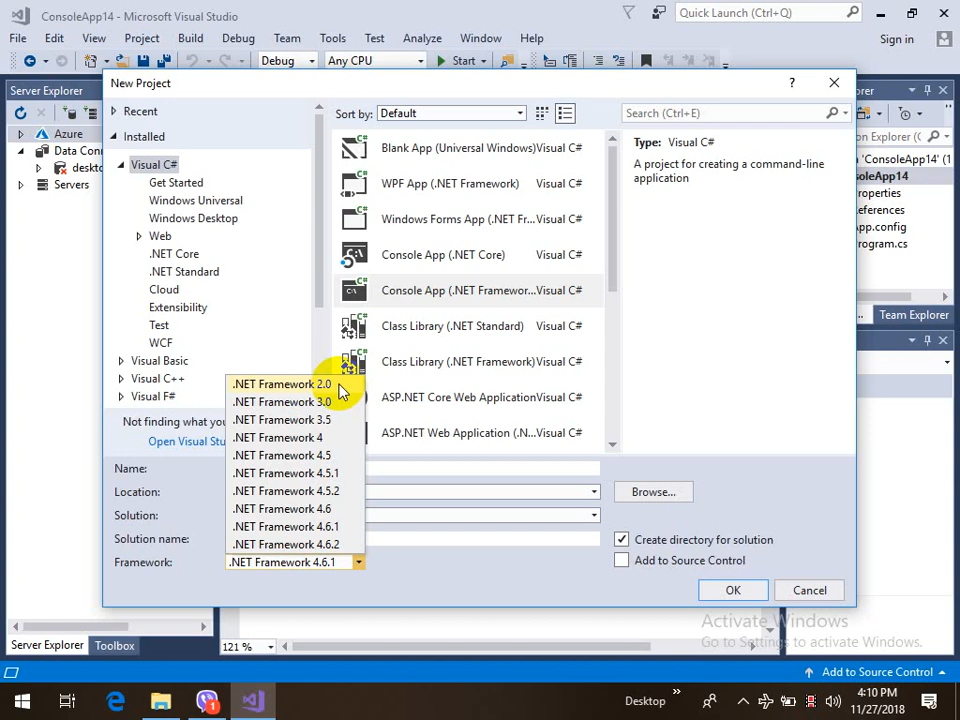 ConsoleApp14 - Microsoft Visual Studio
Quick Launch (Ctrl+Q)
File Edit View Project Build Debug Team Tools Test Analyze Window Help
Sign in
Debug Any CPU Start
Server Explorer
Azure
Data Conn
deskto
Servers
Server Explorer Toolbox
New Project
?
Recent
Installed
Visual C#
Get Started
Windows Universal
Windows Desktop
Web
.NET Core
.NET Standard
Cloud
Extensibility
Test
WCF
Visual Basic
Visual C++
Visual F#
Not finding what you
Open Visual Stu
Sort by: Default
Search (Ctrl+E)
Blank App (Universal Windows) Visual C#
WPF App (.NET Framework) Visual C#
Windows Forms App (.NET Fr... Visual C#
Console App (.NET Core) Visual C#
Console App (.NET Framewor... Visual C#
Class Library (.NET Standard) Visual C#
Class Library (.NET Framework) Visual C#
ASP.NET Core Web Application Visual C#
ASP.NET Web Application (.N... Visual C#
Type: Visual C#
A project for creating a command-line
application
.NET Framework 2.0
.NET Framework 3.0
.NET Framework 3.5
.NET Framework 4
.NET Framework 4.5
.NET Framework 4.5.1
.NET Framework 4.5.2
.NET Framework 4.6
.NET Framework 4.6.1
.NET Framework 4.6.2
Name:
Location:
Browse...
Solution:
Solution name:
Create directory for solution
Framework: .NET Framework 4.6.1
Add to Source Control
OK Cancel
orer
on Explorer (Ctrl+;)
'ConsoleApp14' (1
soleApp14
roperties
eferences
App.config
rogram.cs
... Team Explorer
121 %
Activate Windows
Go to Settings to activate Windows.
Add to Source Control
Desktop
1
4:10 PM
11/27/2018